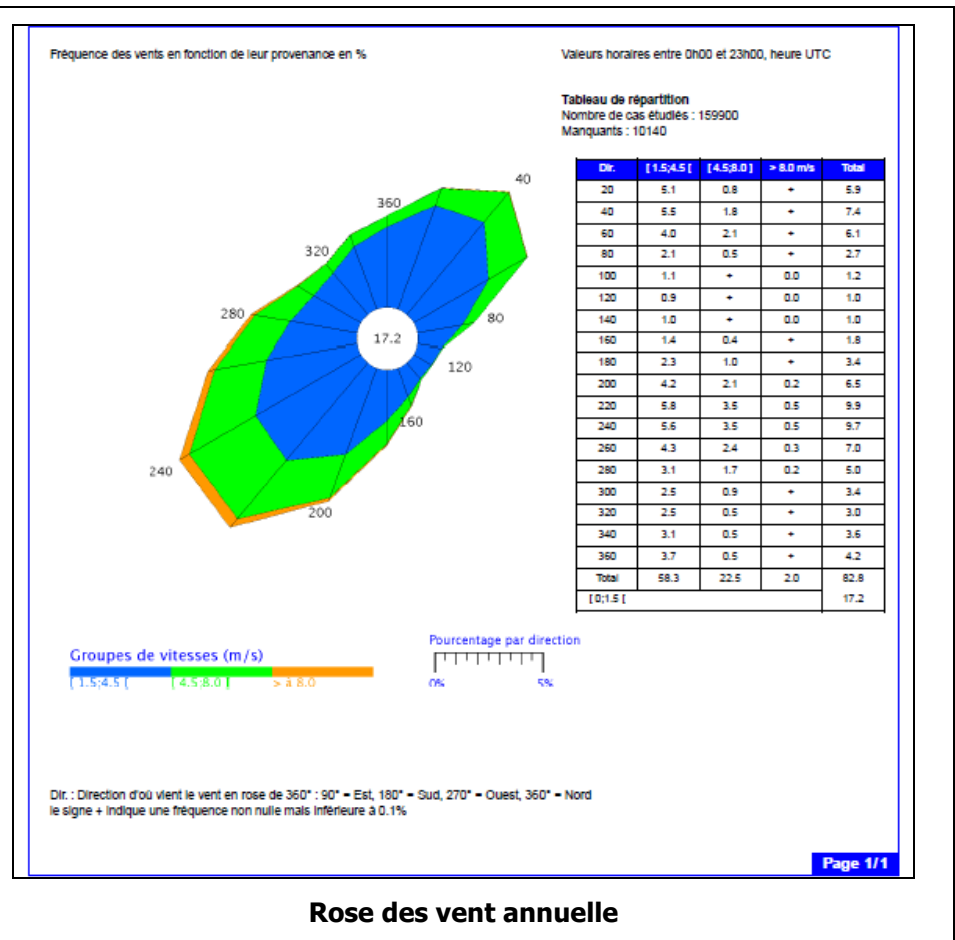 Fréquence des vents en fonction de leur provenance en %
Valeurs horaires entre 0h00 et 23h00, heure UTC
Tableau de répartition
Nombre de cas étudiés : 159900
Manquants : 10140
Dir. [ 1.5;4.5 [ [ 4.5;8.0 ] > 8.0 m/s Total
20 5.1 0.8 + 5.9
40 5.5 1.8 + 7.4
60 4.0 2.1 + 6.1
80 2.1 0.5 + 2.7
100 1.1 + 0.0 1.2
120 0.9 + 0.0 1.0
140 1.0 + 0.0 1.0
160 1.4 0.4 + 1.8
180 2.3 1.0 + 3.4
200 4.2 2.1 0.2 6.5
220 5.8 3.5 0.5 9.9
240 5.6 3.5 0.5 9.7
260 4.3 2.4 0.3 7.0
280 3.1 1.7 0.2 5.0
300 2.5 0.9 + 3.4
320 2.5 0.5 + 3.0
340 3.1 0.5 + 3.6
360 3.7 0.5 + 4.2
Total 58.3 22.5 2.0 82.8
[ 0;1.5 [ 17.2
40
360
320
280
80
17.2
120
160
240
200
Groupes de vitesses (m/s)
[ 1.5;4.5 [ [ 4.5;8.0 ] > à 8.0
Pourcentage par direction
0% 5%
Dir. : Direction d'où vient le vent en rose de 360° : 90° = Est, 180° = Sud, 270° = Ouest, 360° = Nord
le signe + indique une fréquence non nulle mais inférieure à 0.1%
Page 1/1
Rose des vent annuelle